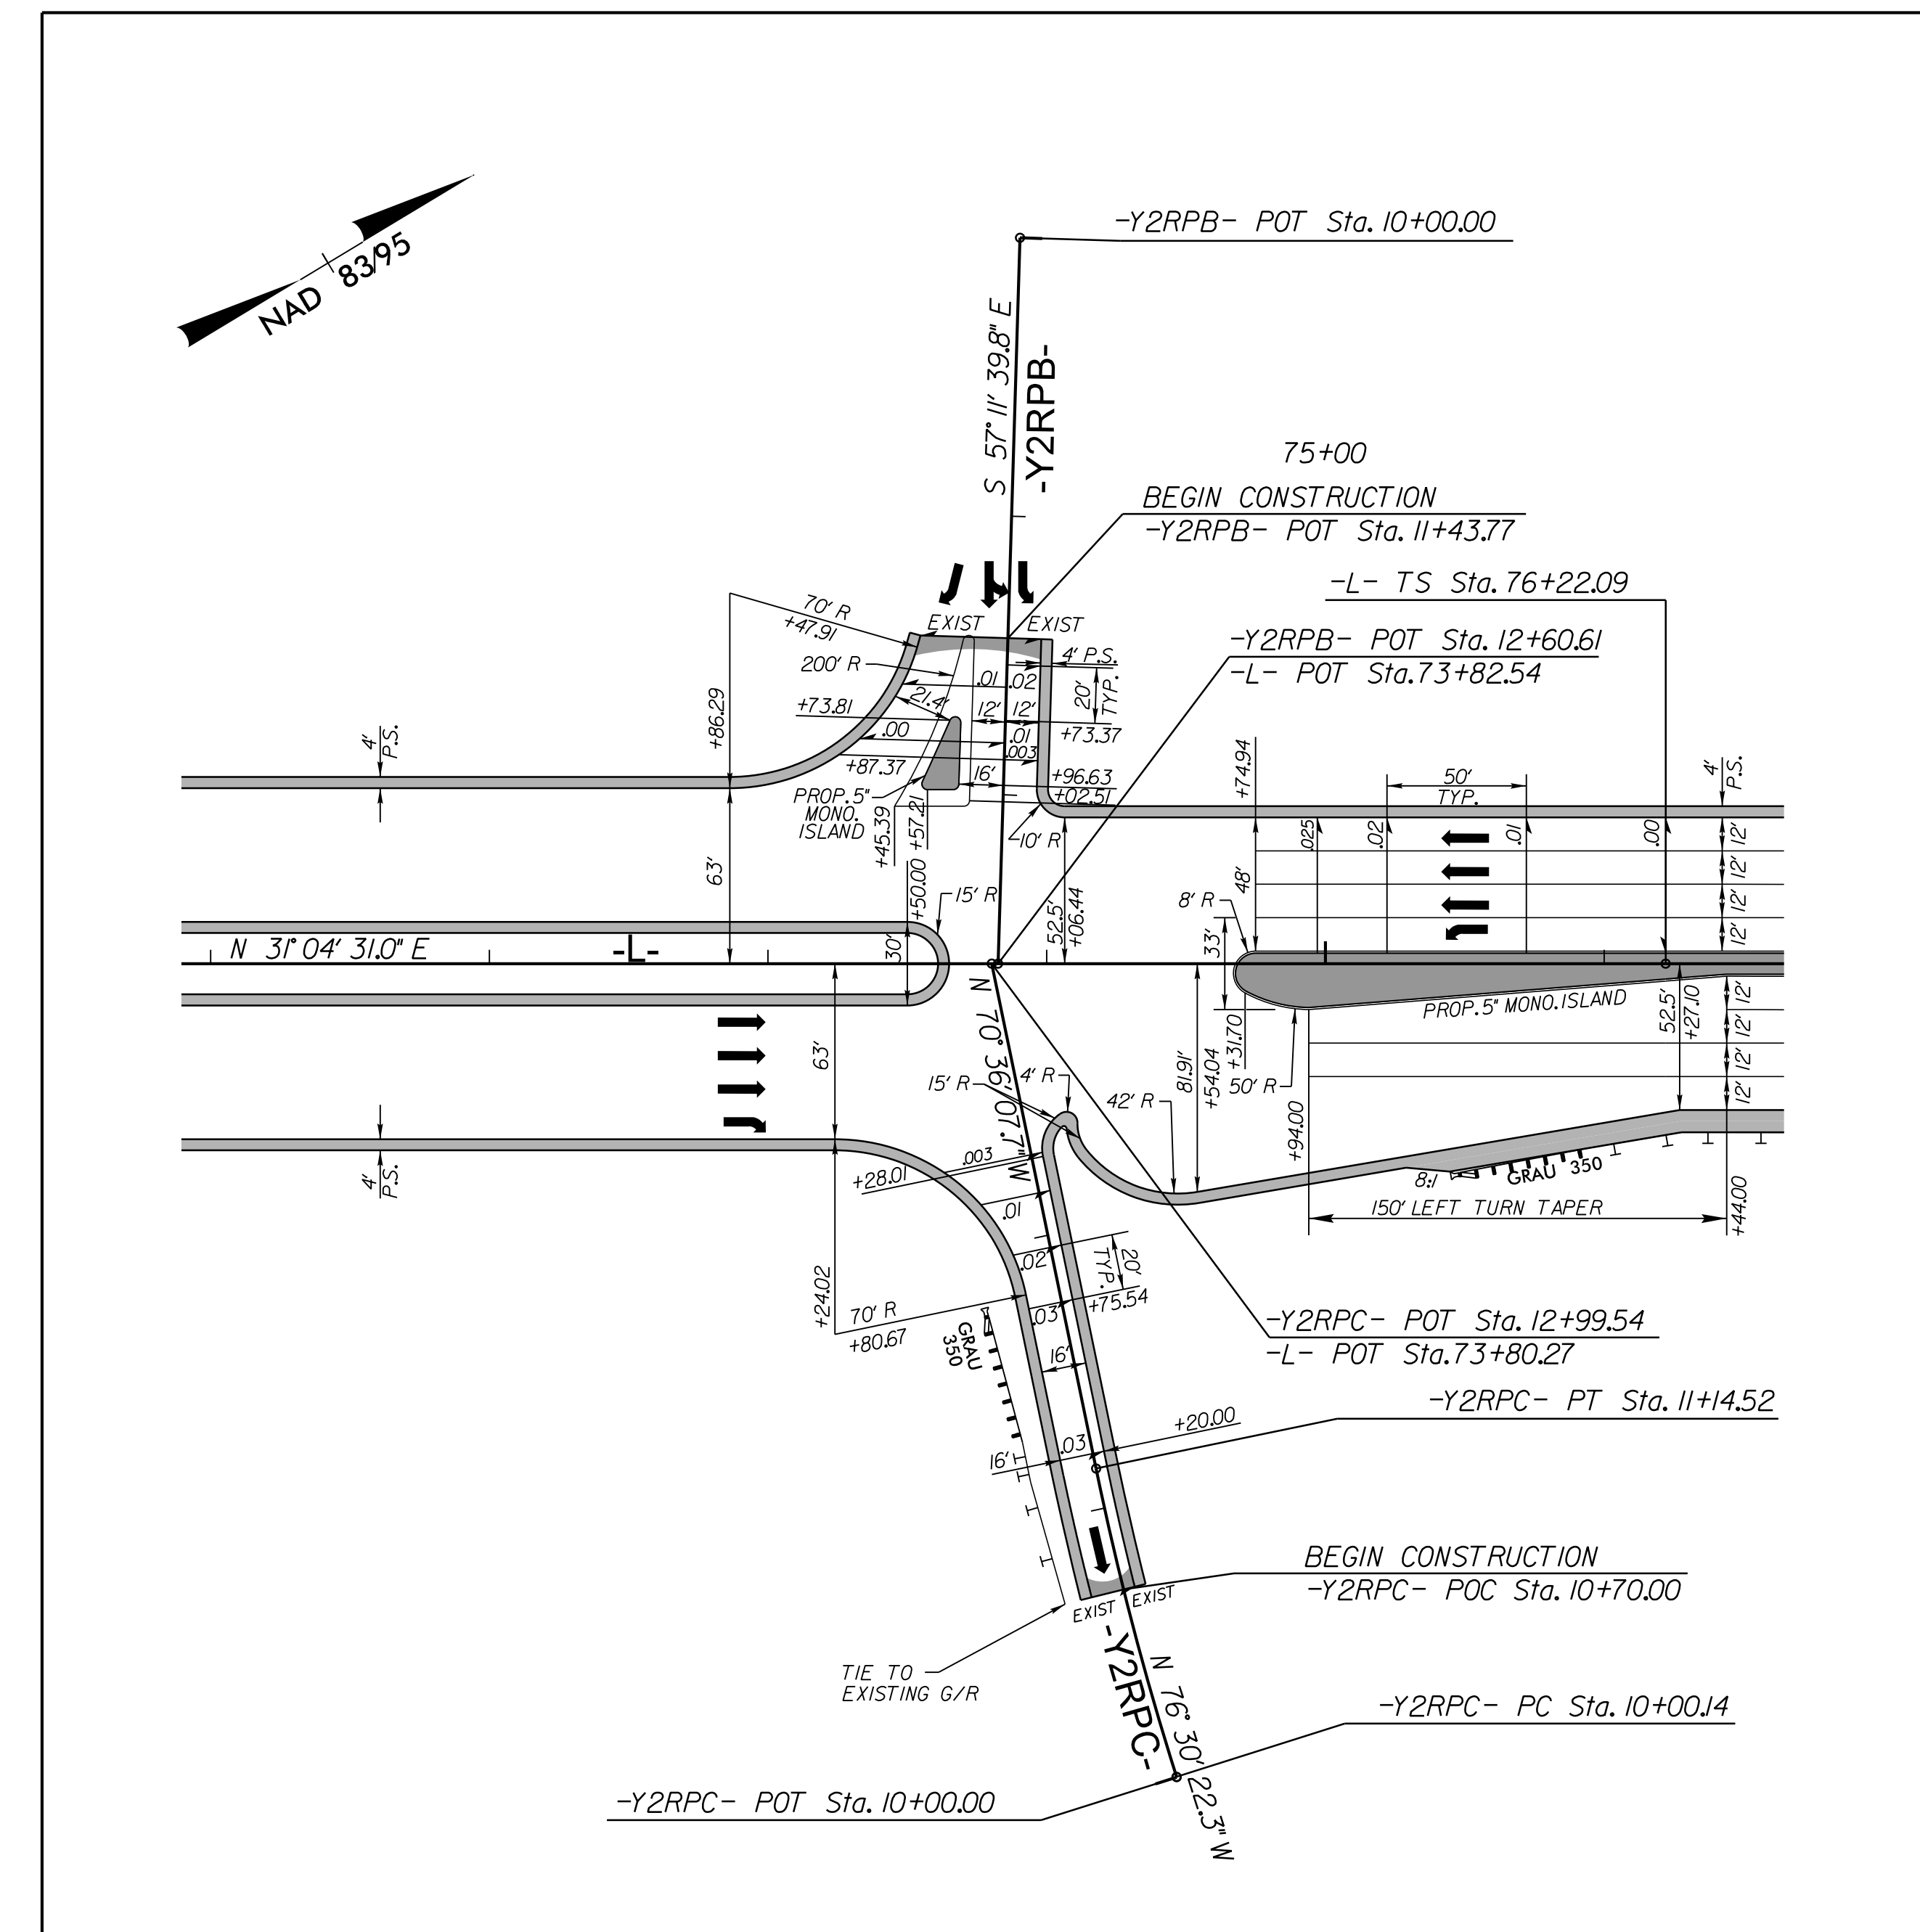 NAD 83/95
-Y2RPB- POT Sta. 10+00.00
S 57° 11' 39.8" E
-Y2RPB-
75+00
BEGIN CONSTRUCTION
-Y2RPB- POT Sta. 11+43.77
-L- TS Sta. 76+22.09
-Y2RPB- POT Sta. 12+60.61
-L- POT Sta. 73+82.54
70' R
+47.91
EXIST
EXIST
200' R
4' P.S.
.01
.02
20'
TYP.
21.4'
+73.81
12'
12'
.00
.01
.003
+73.37
+86.29
4'
P.S.
+87.37
16'
+96.63
+02.51
PROP. 5"
MONO.
ISLAND
+45.39
+57.21
10' R
+74.94
50'
TYP.
4'
P.S.
.025
.02
.01
.00
12'
12'
12'
12'
63'
+50.00
15' R
30'
52.5'
+06.44
48'
8' R
33'
N 31° 04' 31.0" E
-L-
N 70° 36' 07.7" W
PROP. 5" MONO. ISLAND
52.5'
+27.10
12'
12'
12'
12'
63'
81.91'
+54.04
+31.70
50' R
15' R
4' R
42' R
+94.00
4'
P.S.
.003
+28.01
.01
.02
20'
TYP.
8:1
GRAU 350
150' LEFT TURN TAPER
+44.00
+24.02
70' R
+80.67
.03
+75.54
GRAU
350
16'
-Y2RPC- POT Sta. 12+99.54
-L- POT Sta. 73+80.27
-Y2RPC- PT Sta. 11+14.52
+20.00
.03
16'
BEGIN CONSTRUCTION
-Y2RPC- POC Sta. 10+70.00
EXIST
EXIST
TIE TO
EXISTING G/R
-Y2RPC-
N 76° 30' 22.3" W
-Y2RPC- PC Sta. 10+00.14
-Y2RPC- POT Sta. 10+00.00